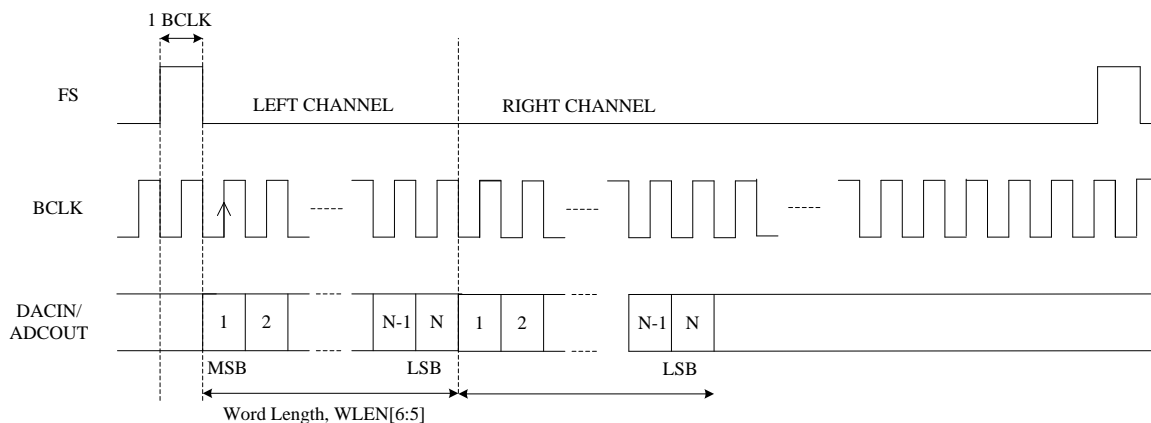 1 BCLK
FS
LEFT CHANNEL
RIGHT CHANNEL
BCLK
DACIN/
ADCOUT
1
2
N-1
N
1
2
N-1
N
MSB
LSB
LSB
Word Length, WLEN[6:5]